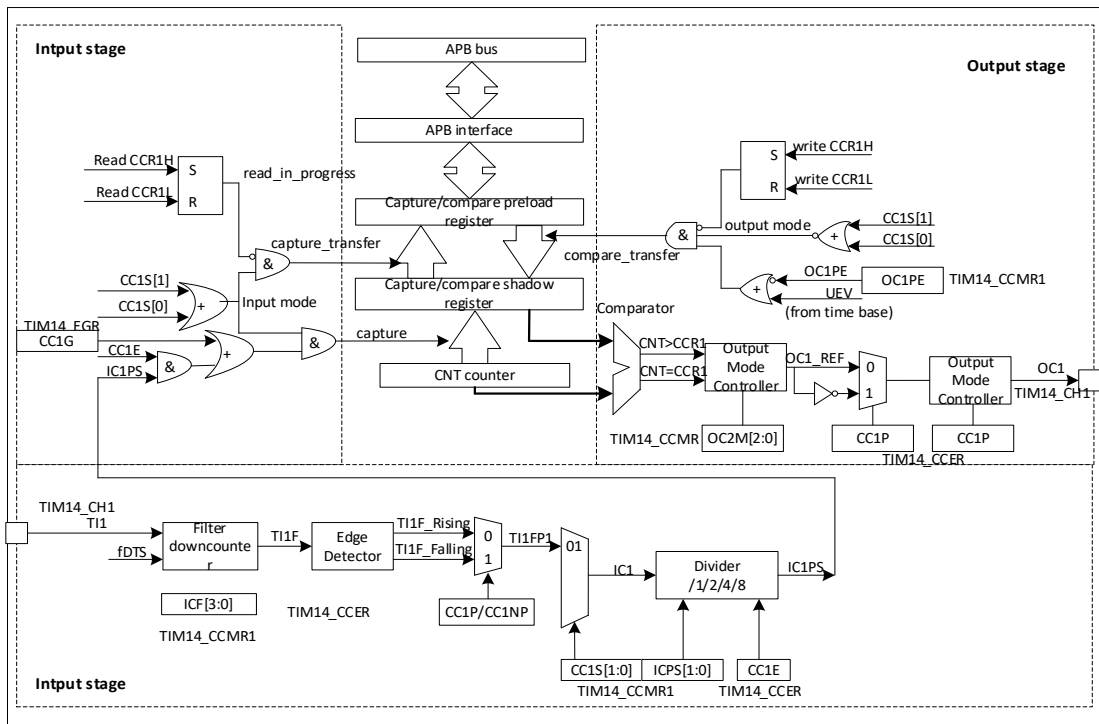 Intput stage
APB bus
Output stage
APB interface
Read CCR1H
S
Read CCR1L
R
read_in_progress
S
write CCR1H
R
write CCR1L
Capture/compare preload
register
capture_transfer
&
&
output mode
+
CC1S[1]
CC1S[0]
compare_transfer
CC1S[1]
CC1S[0]
+
Input mode
Capture/compare shadow
register
OC1PE
OC1PE
TIM14_CCMR1
+
UEV
(from time base)
TIM14_EGR
CC1G
CC1E
IC1PS
&
+
&
capture
CNT counter
Comparator
CNT>CCR1
CNT=CCR1
Output
Mode
Controller
OC1_REF
0
1
Output
Mode
Controller
OC1
TIM14_CH1
TIM14_CCMR
OC2M[2:0]
CC1P
CC1P
TIM14_CCER
TIM14_CH1
TI1
fDTS
Filter
downcounte
r
TI1F
Edge
Detector
TI1F_Rising
TI1F_Falling
0
1
TI1FP1
01
IC1
Divider
/1/2/4/8
IC1PS
ICF[3:0]
TIM14_CCMR1
TIM14_CCER
CC1P/CC1NP
CC1S[1:0]
ICPS[1:0]
CC1E
TIM14_CCMR1
TIM14_CCER
Intput stage